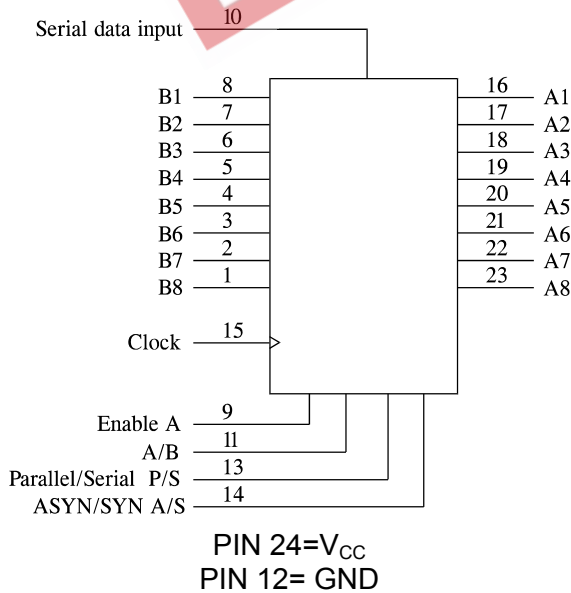 Serial data input 10
B1 8 16 A1
B2 7 17 A2
B3 6 18 A3
B4 5 19 A4
B5 4 20 A5
B6 3 21 A6
B7 2 22 A7
B8 1 23 A8
Clock 15
Enable A 9
A/B 11
Parallel/Serial P/S 13
ASYN/SYN A/S 14
PIN 24=VCC
PIN 12= GND